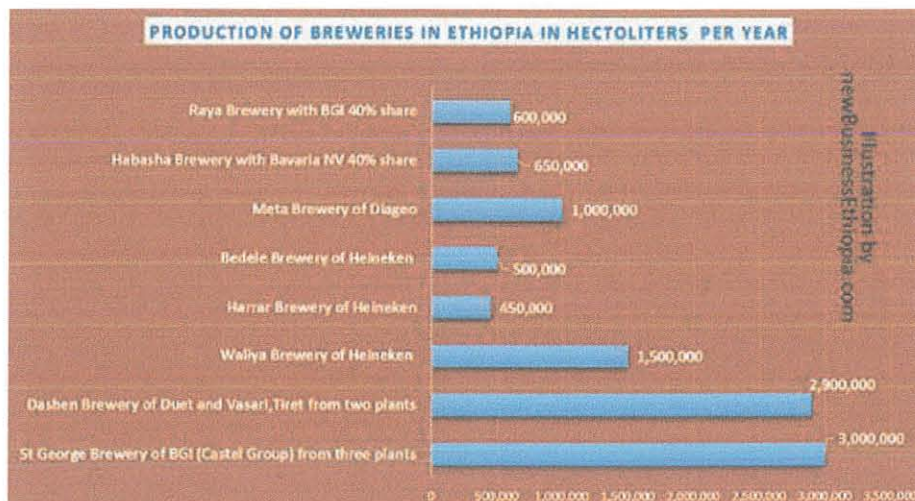 PRODUCTION OF BREWERIES IN ETHIOPIA IN HECTOLITERS PER YEAR
Raya Brewery with BGI 40% share
600,000
Habasha Brewery with Bavaria NV 40% share
650,000
Meta Brewery of Diageo
1,000,000
Bedele Brewery of Heineken
500,000
Harrar Brewery of Heineken
450,000
Waliya Brewery of Heineken
1,500,000
Dashen Brewery of Duet and Vasari,Tiret from two plants
2,900,000
St George Brewery of BGI (Castel Group) from three plants
3,000,000
0 500,000 1,000,000 1,500,000 2,000,000 2,500,000 3,000,000 3,500,000
Illustration by
newBusinessEthiopia.com